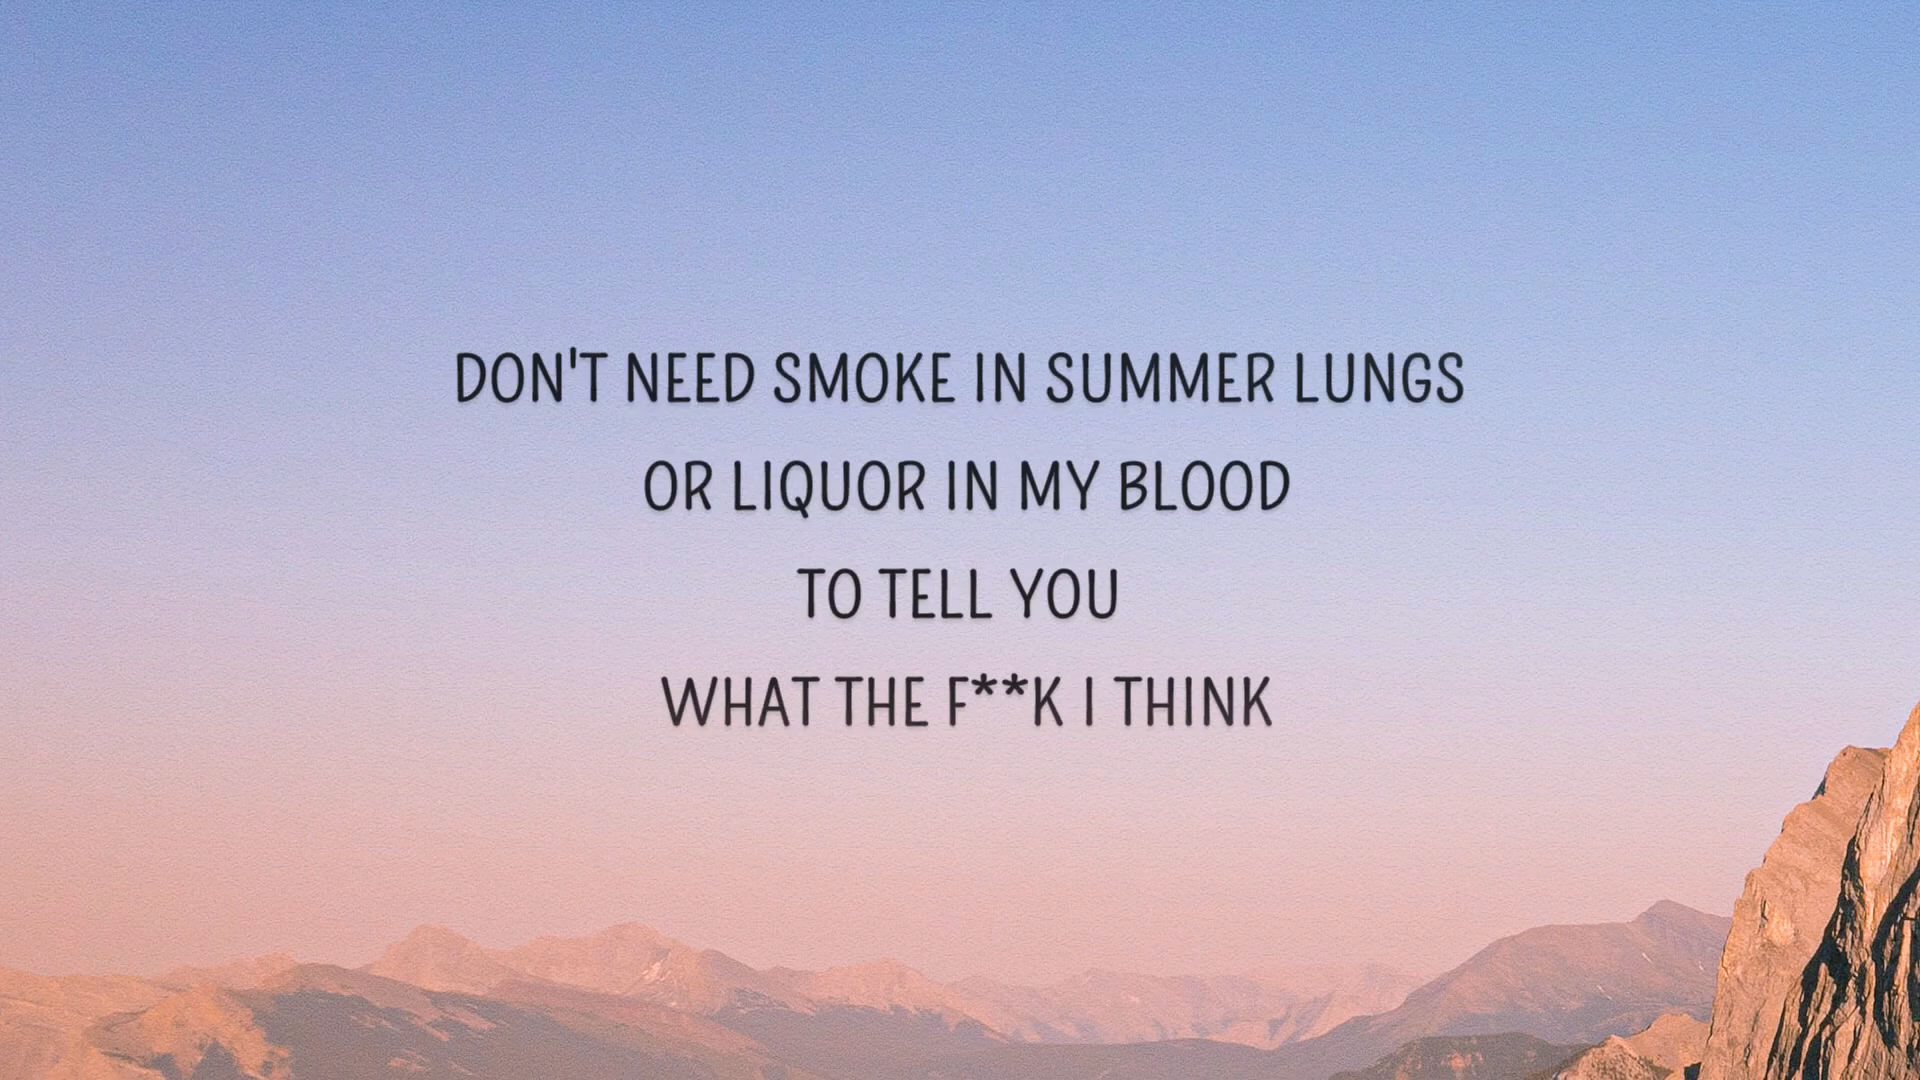 DON'T NEED SMOKE IN SUMMER LUNGS
OR LIQUOR IN MY BLOOD
TO TELL YOU
WHAT THE F**K I THINK